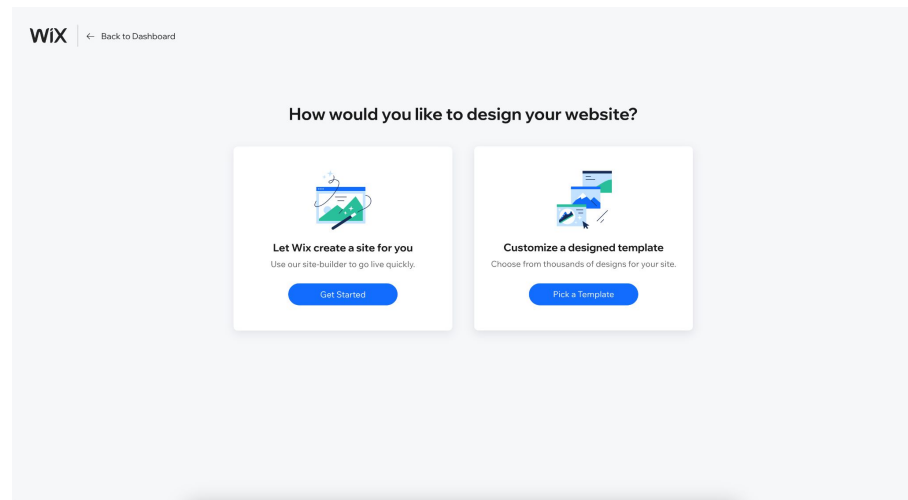 WiX
← Back to Dashboard
How would you like to design your website?
Let Wix create a site for you
Use our site-builder to go live quickly.
Get Started
Customize a designed template
Choose from thousands of designs for your site.
Pick a Template